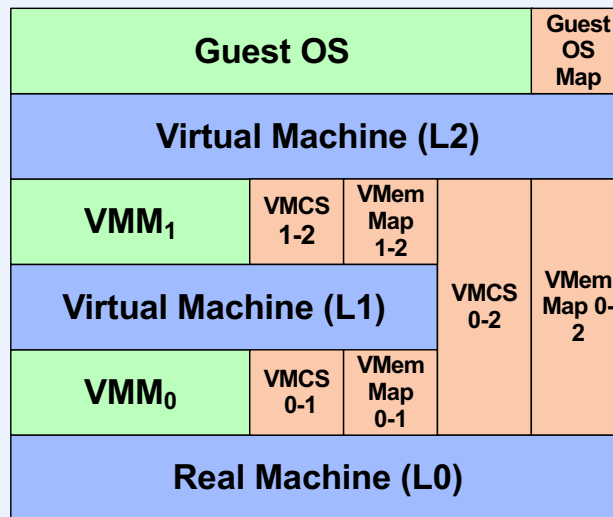 Guest OS
Guest
OS
Map
Virtual Machine (L2)
VMM₁
VMCS
1-2
VMem
Map
1-2
VMCS
0-2
VMem
Map 0-
2
Virtual Machine (L1)
VMM₀
VMCS
0-1
VMem
Map
0-1
Real Machine (L0)